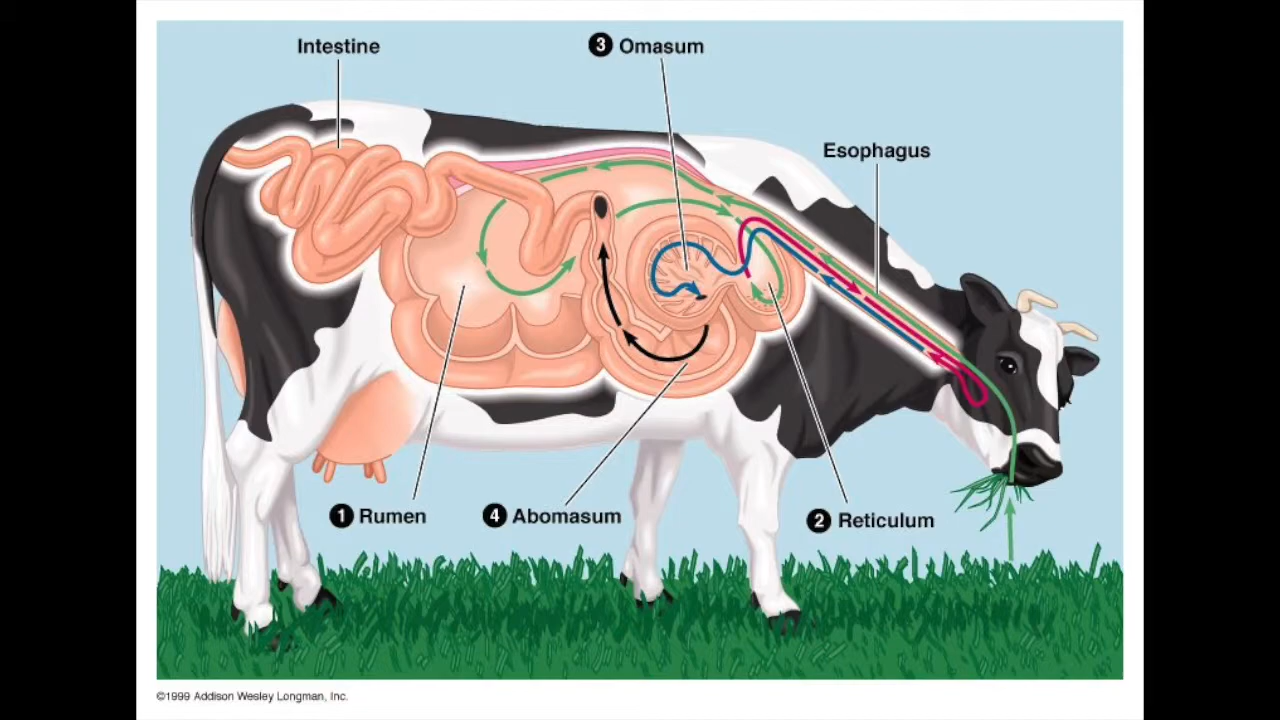 Intestine
3 Omasum
Esophagus
1 Rumen
4 Abomasum
2 Reticulum
©1999 Addison Wesley Longman, Inc.